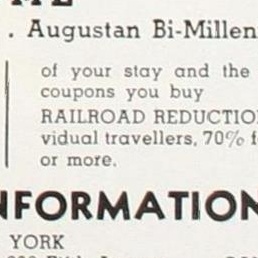 . Augustan Bi-Millen
of your stay and the
coupons you buy
RAILROAD REDUCTIO
vidual travellers, 70% f
or more.
NFORMATION
YORK